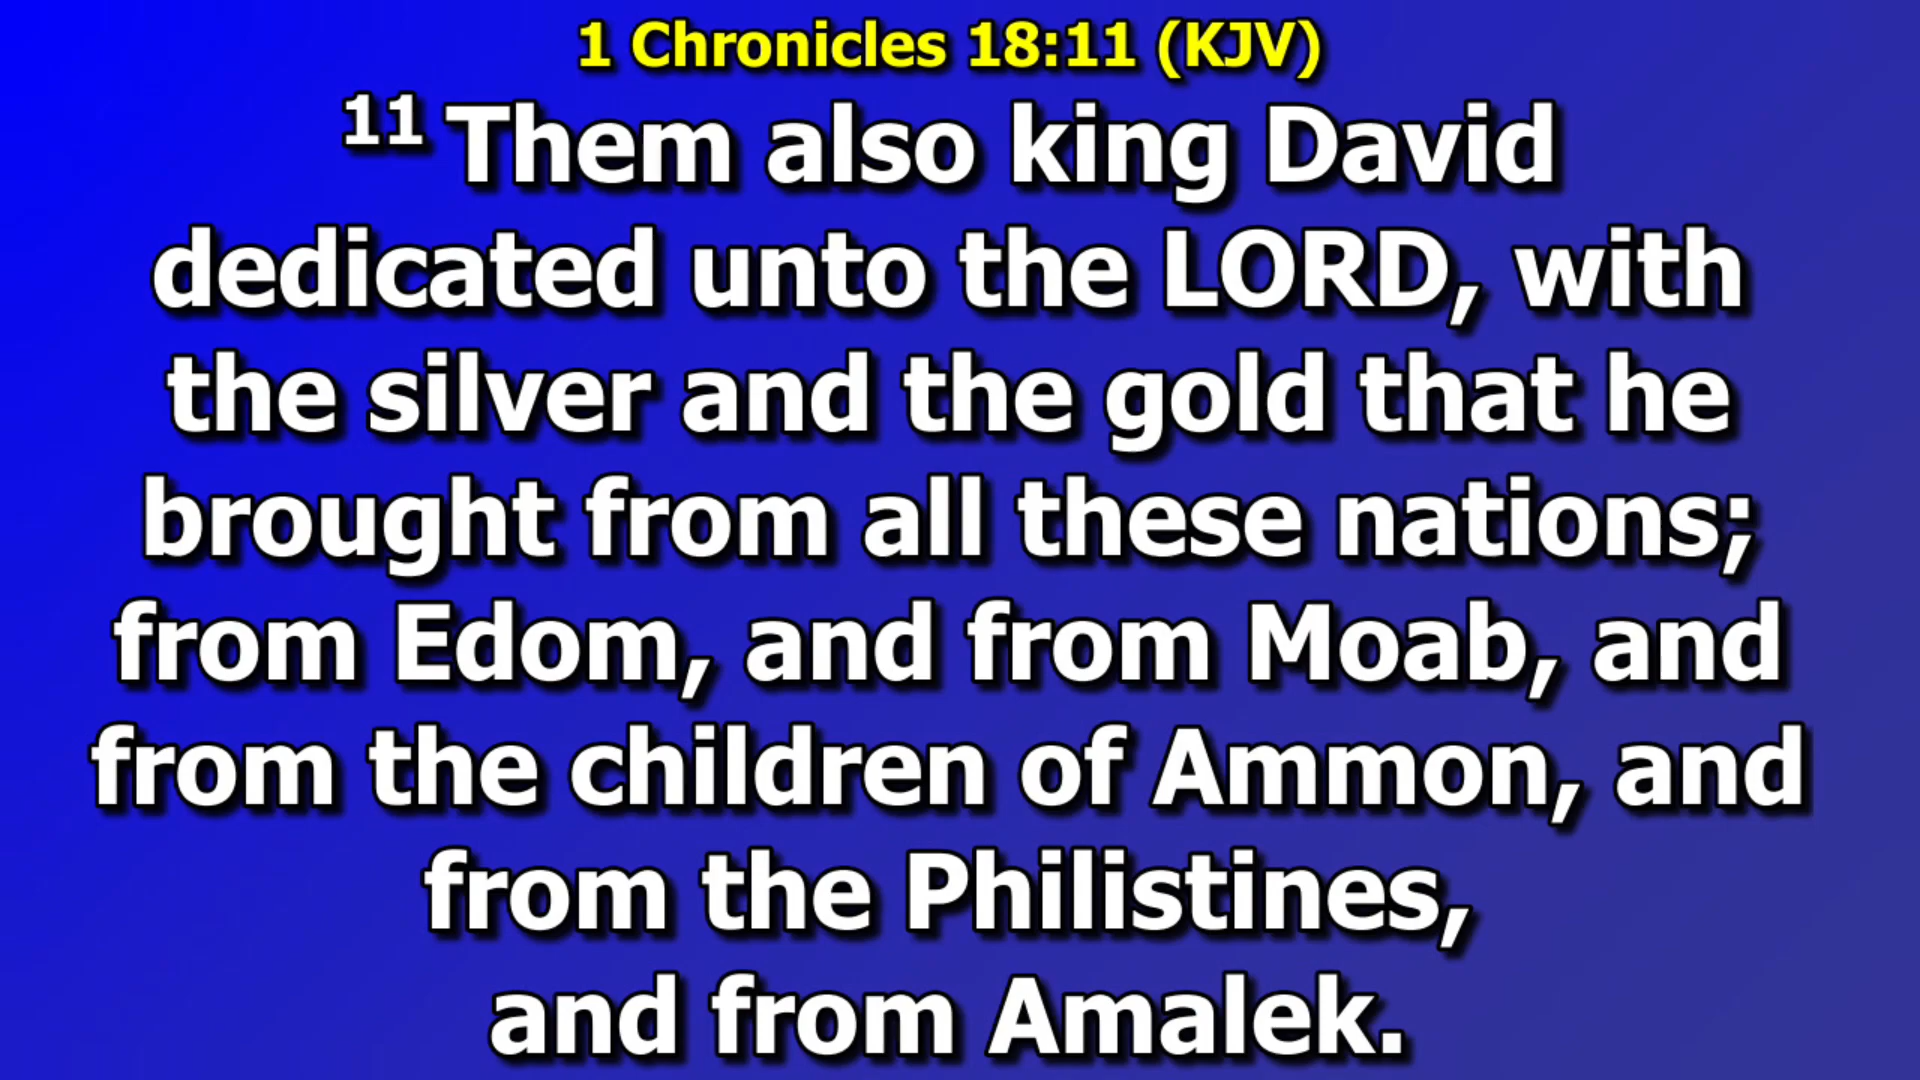 1 Chronicles 18:11 (KJV)
11 Them also king David
dedicated unto the LORD, with
the silver and the gold that he
brought from all these nations;
from Edom, and from Moab, and
from the children of Ammon, and
from the Philistines,
and from Amalek.